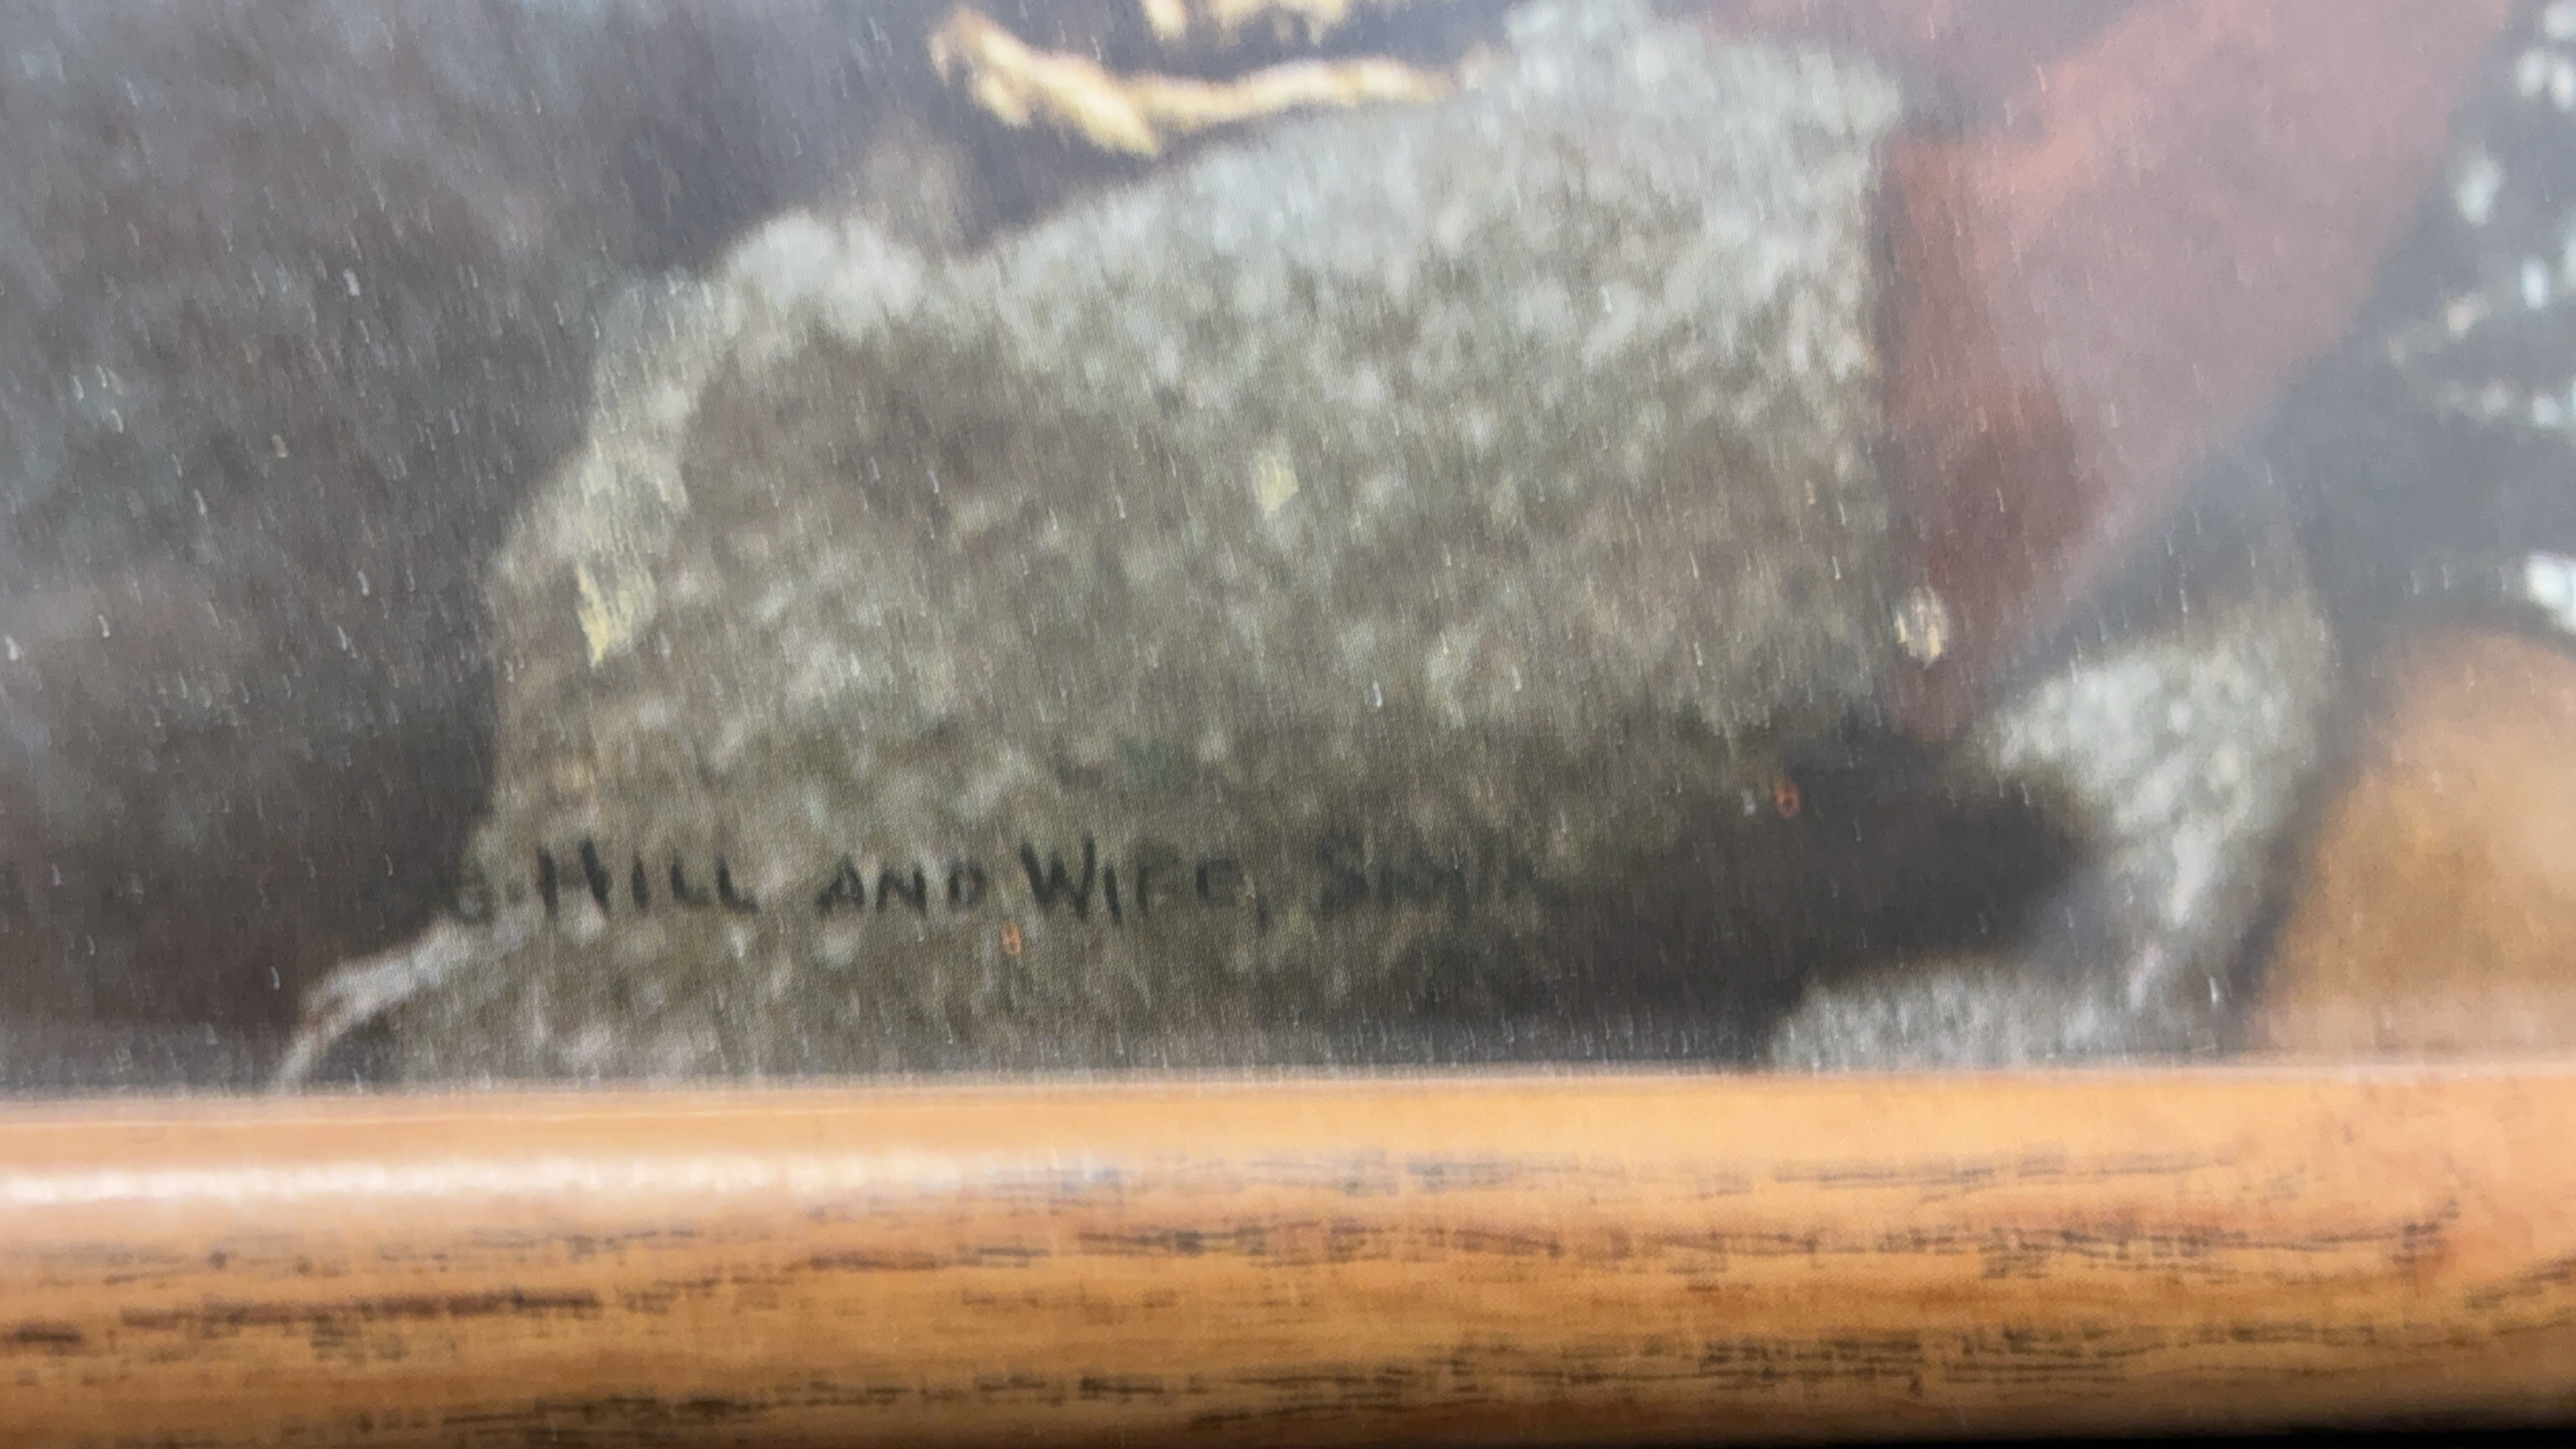 HILL AND WIFE,